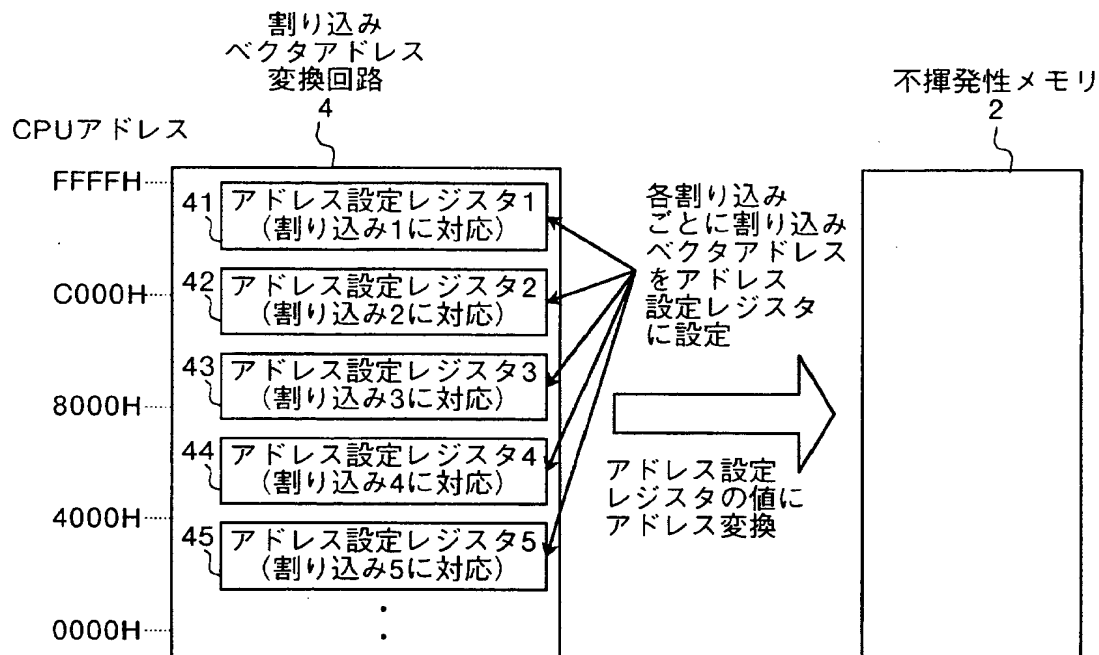 割り込み
ベクタアドレス
変換回路
4
不揮発性メモリ
2
CPUアドレス
FFFFH
C000H
8000H
4000H
0000H
41
アドレス設定レジスタ1
(割り込み1に対応)
42
アドレス設定レジスタ2
(割り込み2に対応)
43
アドレス設定レジスタ3
(割り込み3に対応)
44
アドレス設定レジスタ4
(割り込み4に対応)
45
アドレス設定レジスタ5
(割り込み5に対応)
各割り込み
ごとに割り込み
ベクタアドレス
をアドレス
設定レジスタ
に設定
アドレス設定
レジスタの値に
アドレス変換